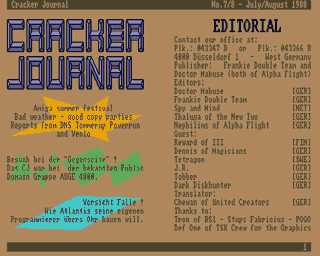 Cracker Journal
No.7/8 - July/August 1988
CRACKER
JOURNAL
Amiga summer festival
Bad weather - good copy parties
Reports from DNS Tommerup Powerrun
and Venlo
Besuch bei der "Gegenseite" !
Das CJ war bei der bekannten Public
Domain Gruppe AUGE 4000.
Vorsicht Falle !
Wie Atlantis seine eigenen
Programmierer übers Ohr hauen will.
EDITORIAL
Contact our office at:
Plk.: 043347 B or Plk.: 043366 B
4000 Düsseldorf 1 - West Germany
Publisher: Frankie Double Team and
Doctor Mabuse (both of Alpha Flight)
Editors:
Doctor Mabuse [GER]
Frankie Double Team [GER]
Spy and Mind [NET]
Thaluga of the New Two [GER]
Nephilims of Alpha Flight [GER]
Guest:
Reward of III [FIN]
Dennis of Magicians [GER]
Tetragon [SWE]
J.R. [GER]
Tobber [GER]
Dark Diskhunter [GER]
Translator:
Chewan of United Creators [GER]
Thanks to:
Tron of BS1 - Stups Fabricius - POGO
Def One of TSK Crew for the Graphics
1